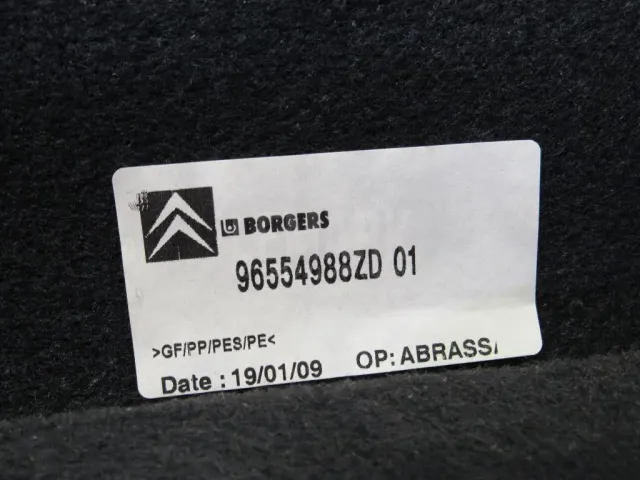 BORGERS
96554988ZD 01
>GF/PP/PES/PE<
Date : 19/01/09 OP: ABRASS